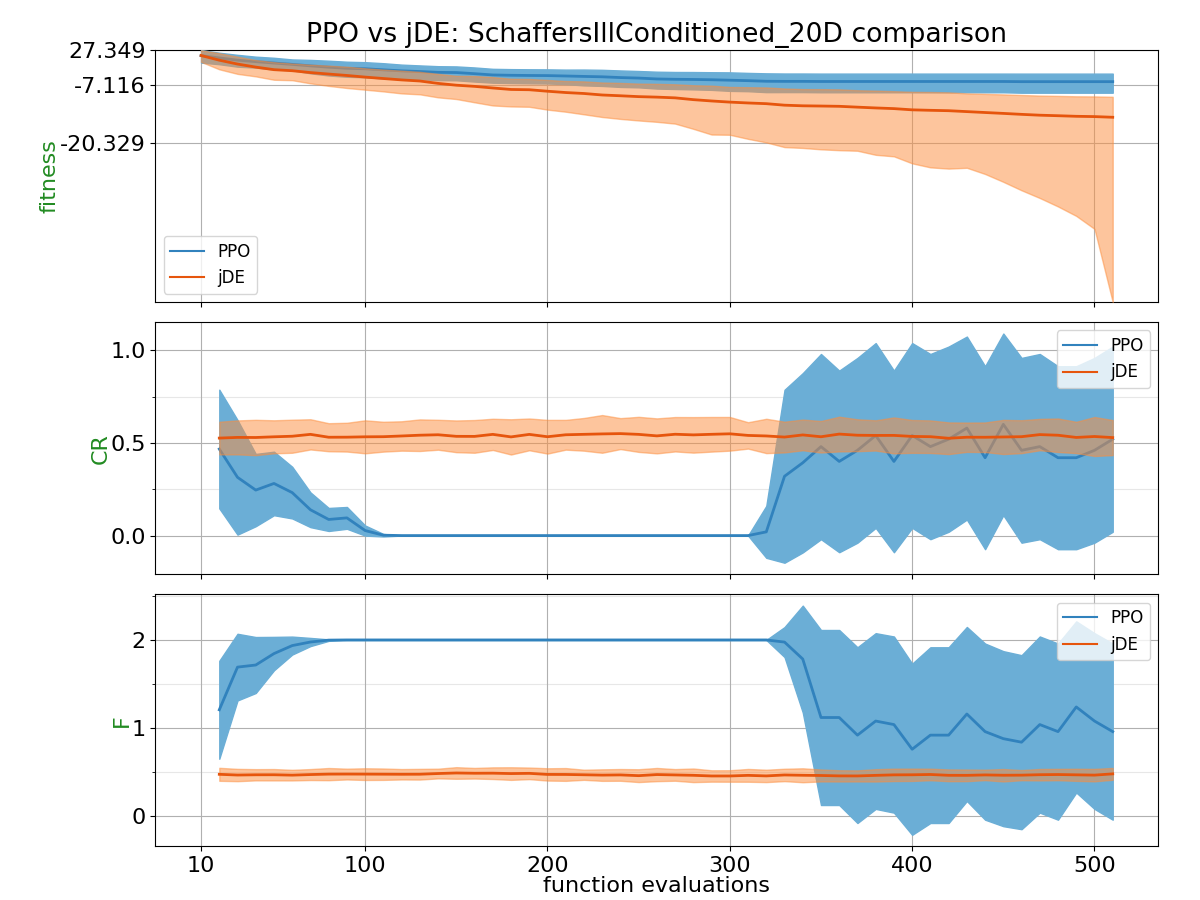 PPO vs jDE: SchaffersIllConditioned_20D comparison
27.349
-7.116
-20.329
fitness
PPO
jDE
1.0
0.5
0.0
CR
PPO
jDE
2
1
0
F
PPO
jDE
10
100
200
300
400
500
function evaluations